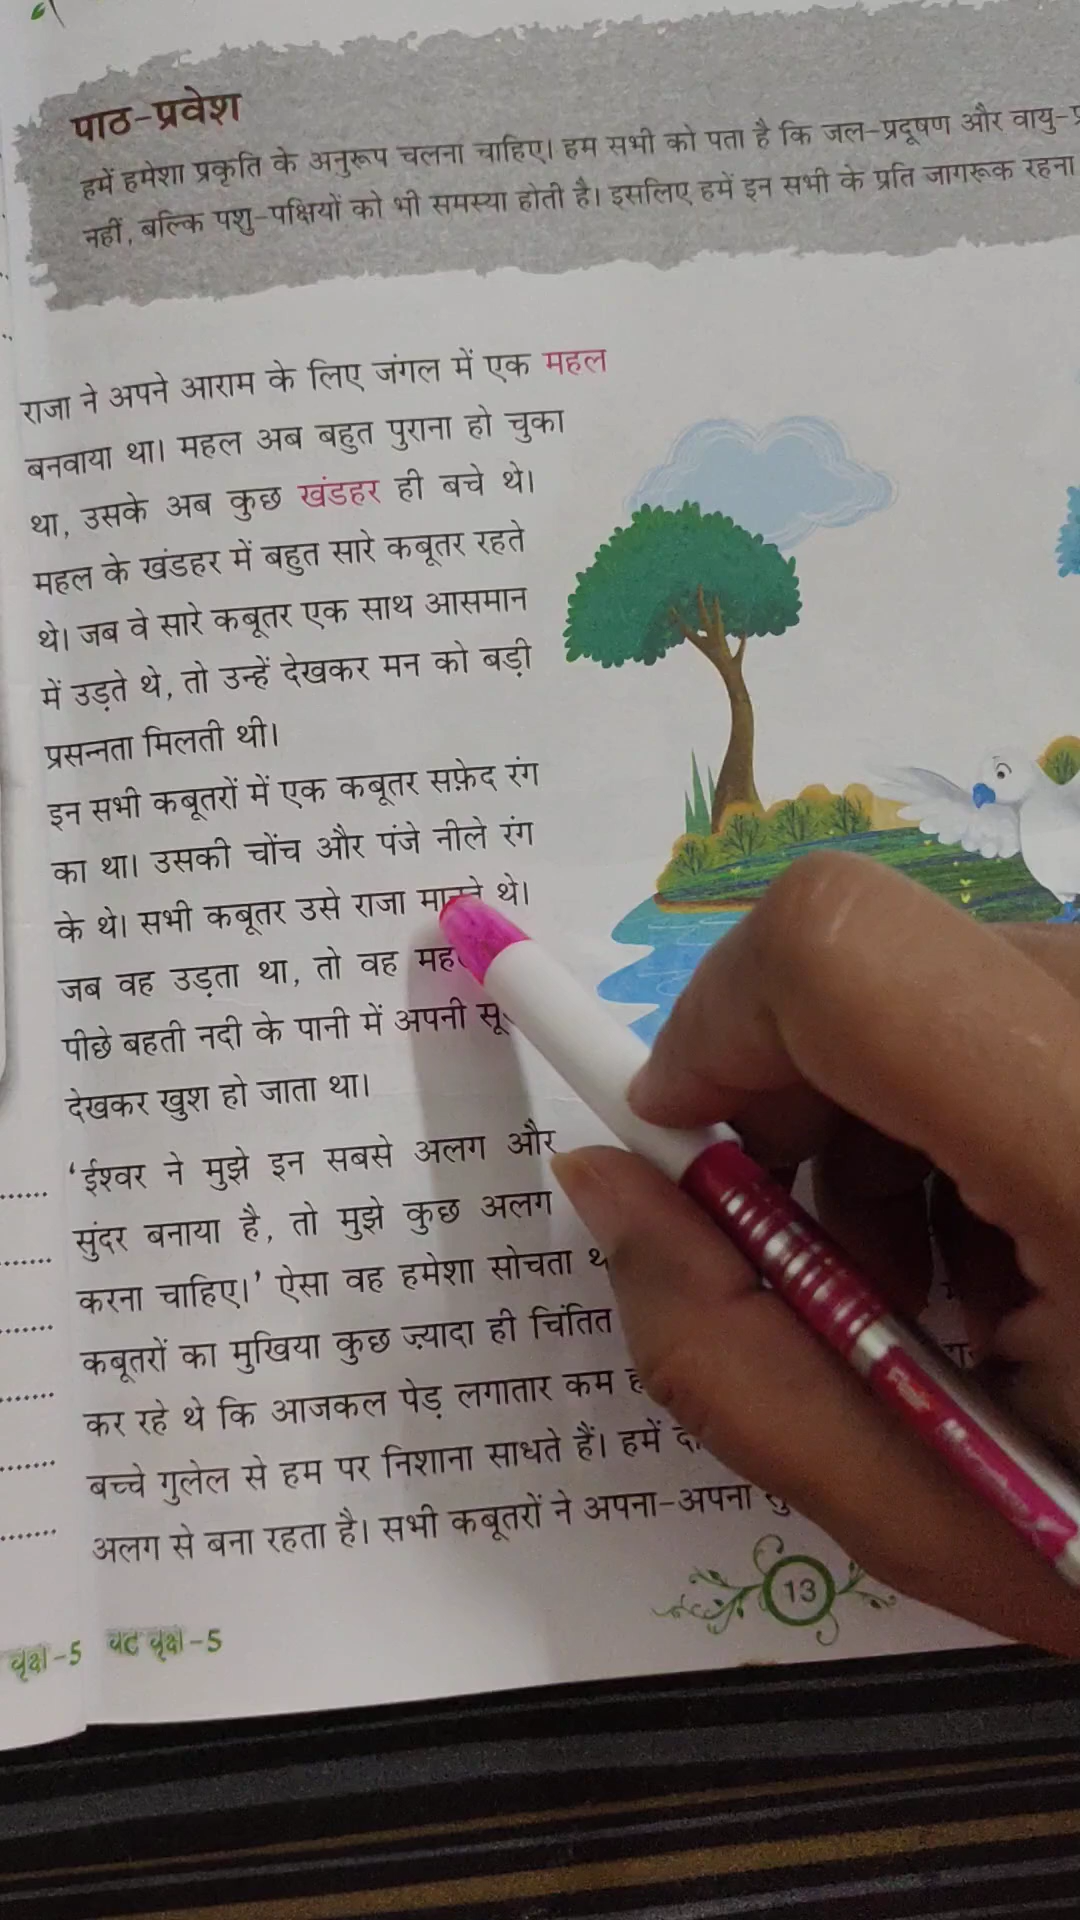 पाठ-प्रवेश
हमें हमेशा प्रकृति के अनुरूप चलना चाहिए। हम सभी को पता है कि जल-प्रदूषण और वायु-प्र
नहीं, बल्कि पशु-पक्षियों को भी समस्या होती है। इसलिए हमें इन सभी के प्रति जागरूक रहना
राजा ने अपने आराम के लिए जंगल में एक महल
बनवाया था। महल अब बहुत पुराना हो चुका
था, उसके अब कुछ खंडहर ही बचे थे।
महल के खंडहर में बहुत सारे कबूतर रहते
थे। जब वे सारे कबूतर एक साथ आसमान
में उड़ते थे, तो उन्हें देखकर मन को बड़ी
प्रसन्नता मिलती थी।
इन सभी कबूतरों में एक कबूतर सफ़ेद रंग
का था। उसकी चोंच और पंजे नीले रंग
के थे। सभी कबूतर उसे राजा मानते थे।
जब वह उड़ता था, तो वह मह
पीछे बहती नदी के पानी में अपनी सू
देखकर खुश हो जाता था।
‘ईश्वर ने मुझे इन सबसे अलग और
सुंदर बनाया है, तो मुझे कुछ अलग
करना चाहिए।’ ऐसा वह हमेशा सोचता
कबूतरों का मुखिया कुछ ज़्यादा ही चिंतित
कर रहे थे कि आजकल पेड़ लगातार कम
बच्चे गुलेल से हम पर निशाना साधते हैं। हमें
अलग से बना रहता है। सभी कबूतरों ने अपना-अपना
13
वृक्ष-5 वट वृक्ष-5